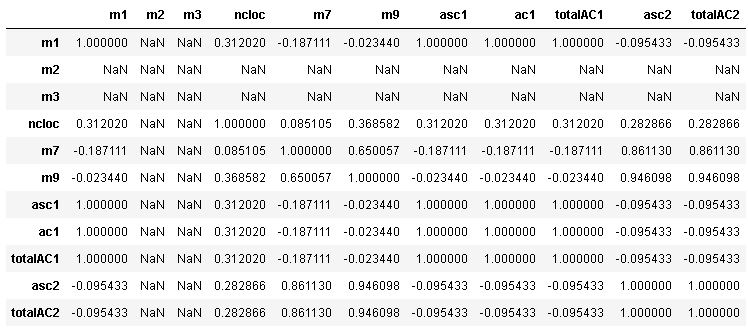 m1 m2 m3 ncloc m7 m9 asc1 ac1 totalAC1 asc2 totalAC2
m1 1.000000 NaN NaN 0.312020 -0.187111 -0.023440 1.000000 1.000000 1.000000 -0.095433 -0.095433
m2 NaN NaN NaN NaN NaN NaN NaN NaN NaN NaN NaN
m3 NaN NaN NaN NaN NaN NaN NaN NaN NaN NaN NaN
ncloc 0.312020 NaN NaN 1.000000 0.085105 0.368582 0.312020 0.312020 0.312020 0.282866 0.282866
m7 -0.187111 NaN NaN 0.085105 1.000000 0.650057 -0.187111 -0.187111 -0.187111 0.861130 0.861130
m9 -0.023440 NaN NaN 0.368582 0.650057 1.000000 -0.023440 -0.023440 -0.023440 0.946098 0.946098
asc1 1.000000 NaN NaN 0.312020 -0.187111 -0.023440 1.000000 1.000000 1.000000 -0.095433 -0.095433
ac1 1.000000 NaN NaN 0.312020 -0.187111 -0.023440 1.000000 1.000000 1.000000 -0.095433 -0.095433
totalAC1 1.000000 NaN NaN 0.312020 -0.187111 -0.023440 1.000000 1.000000 1.000000 -0.095433 -0.095433
asc2 -0.095433 NaN NaN 0.282866 0.861130 0.946098 -0.095433 -0.095433 -0.095433 1.000000 1.000000
totalAC2 -0.095433 NaN NaN 0.282866 0.861130 0.946098 -0.095433 -0.095433 -0.095433 1.000000 1.000000